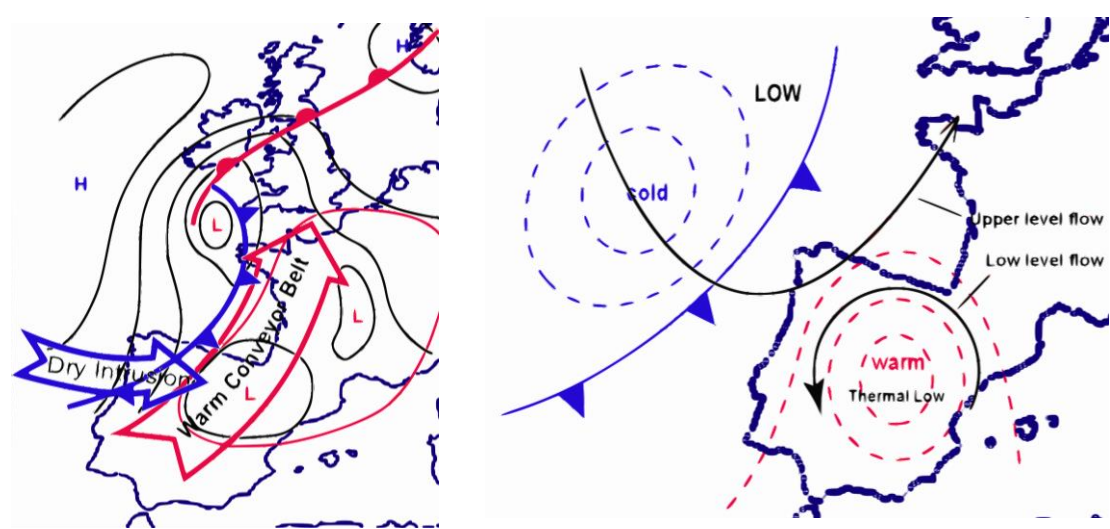 H
H
L
L
L
Dry Intrusion
Warm Conveyor Belt
LOW
cold
Upper level flow
Low level flow
warm
Thermal Low